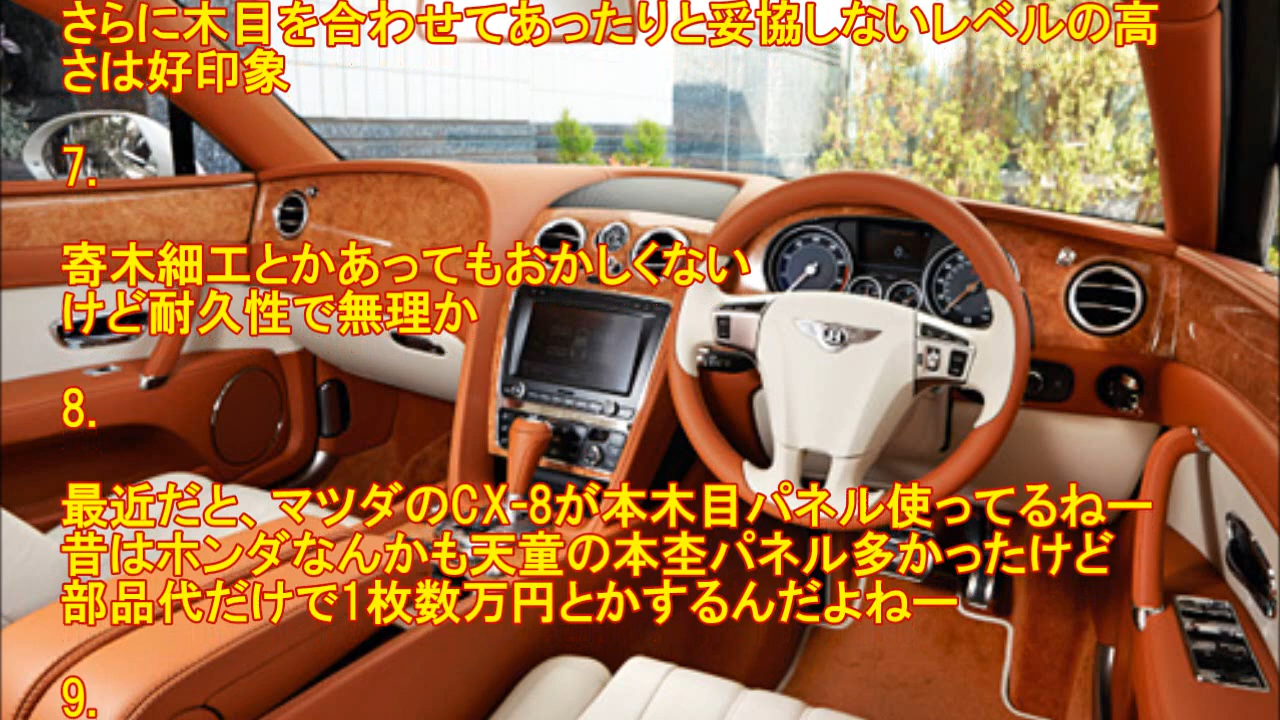 さらに木目を合わせてあったりと妥協しないレベルの高
さは好印象
7.
寄木細工とかあってもおかしくない
けど耐久性で無理か
8.
最近だと、マツダのCX-8が本木目パネル使ってるねー
昔はホンダなんかも天童の本杢パネル多かったけど
部品代だけで1枚数万円とかするんだよねー
9.